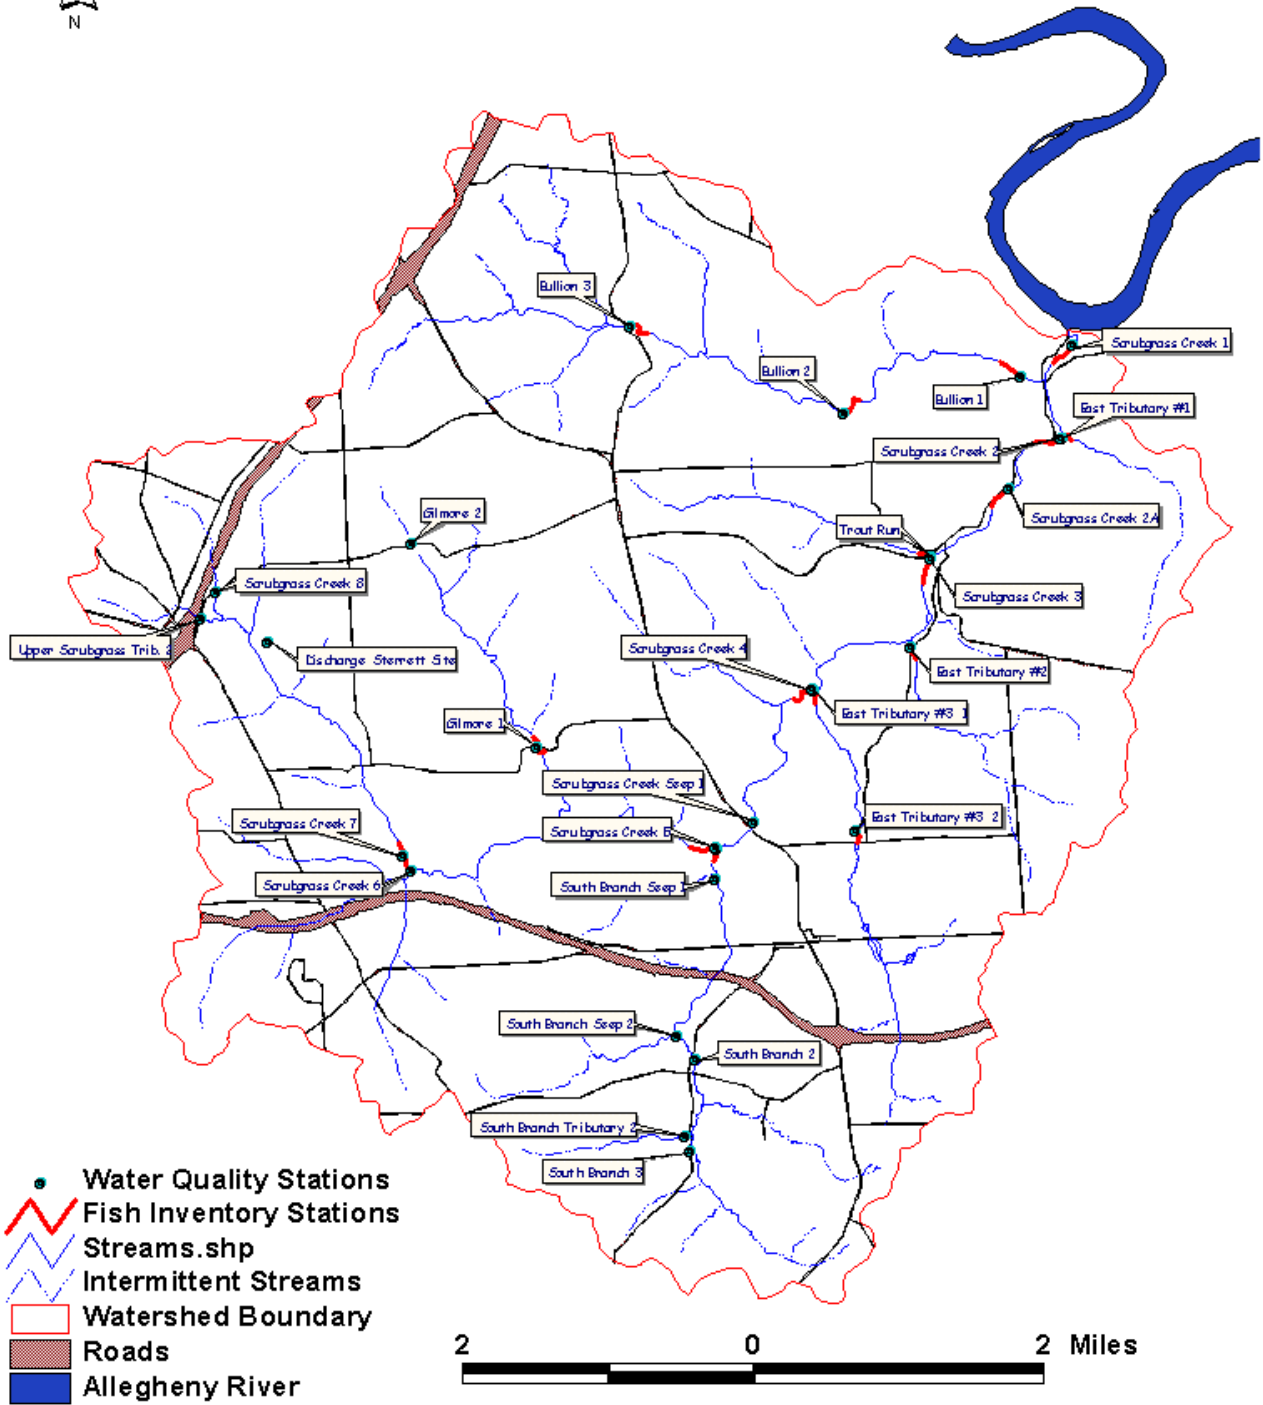 N
Bullion 3
Scrubgrass Creek 1
Bullion 2
Bullion 1
East Tributary #1
Scrubgrass Creek 2
Gilmore 2
Scrubgrass Creek 2A
Trout Run
Scrubgrass Creek 8
Scrubgrass Creek 3
Upper Scrubgrass Trib. 2
Scrubgrass Creek 4
Discharge Sterrett Site
East Tributary #2
East Tributary #3 1
Gilmore 1
Scrubgrass Creek Seep 1
Scrubgrass Creek 7
Scrubgrass Creek 5
East Tributary #3 2
Scrubgrass Creek 6
South Branch Seep 1
South Branch Seep 2
South Branch 2
South Branch Tributary 2
South Branch 3
Water Quality Stations
Fish Inventory Stations
Streams.shp
Intermittent Streams
Watershed Boundary
Roads
Allegheny River
2 0 2 Miles